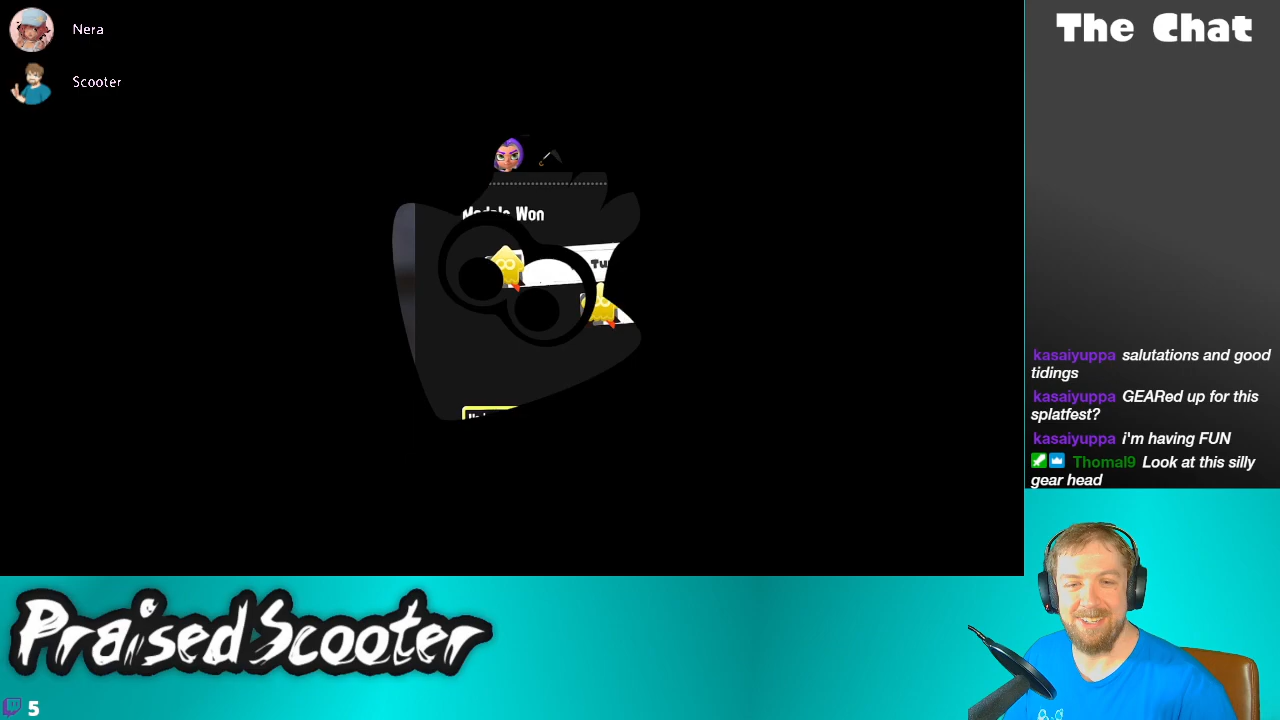 Nera
Scooter
Medals Won
The Chat
kasaiyuppa salutations and good
tidings
kasaiyuppa GEARed up for this
splatfest?
kasaiyuppa i'm having FUN
Thomal9 Look at this silly
gear head
PraisedScooter
5